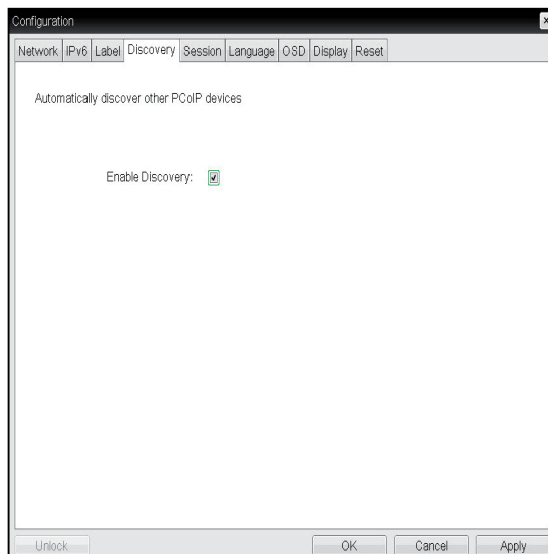 Configuration
Network IPv6 Label Discovery Session Language OSD Display Reset
Automatically discover other PCoIP devices
Enable Discovery:
Unlock OK Cancel Apply